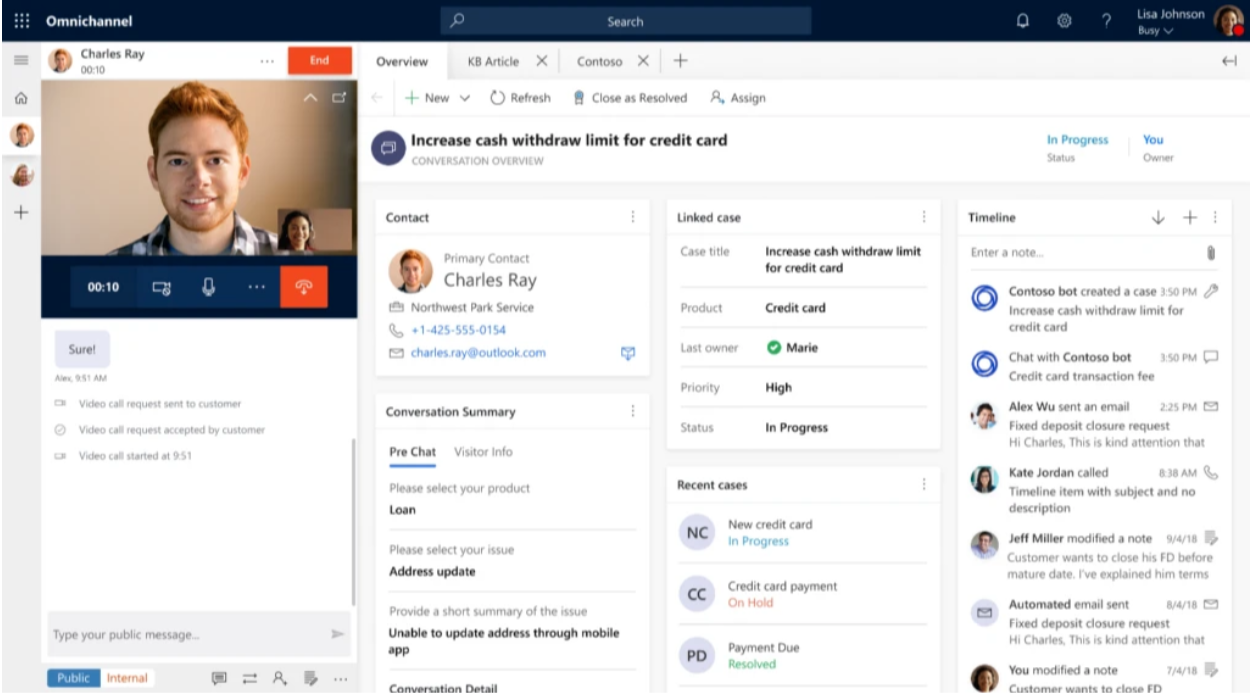 Omnichannel
Search
Lisa Johnson
Busy
Charles Ray
00:10
End
00:10
Sure!
Alex, 9:51 AM
Video call request sent to customer
Video call request accepted by customer
Video call started at 9:51
Type your public message...
Public Internal
Overview KB Article Contoso
New Refresh Close as Resolved Assign
Increase cash withdraw limit for credit card
CONVERSATION OVERVIEW
In Progress
Status
You
Owner
Contact
Primary Contact
Charles Ray
Northwest Park Service
+1-425-555-0154
charles.ray@outlook.com
Conversation Summary
Pre Chat Visitor Info
Please select your product
Loan
Please select your issue
Address update
Provide a short summary of the issue
Unable to update address through mobile
app
Conversation Detail
Linked case
Case title Increase cash withdraw limit
for credit card
Product Credit card
Last owner Marie
Priority High
Status In Progress
Recent cases
NC New credit card
In Progress
CC Credit card payment
On Hold
PD Payment Due
Resolved
Timeline
Enter a note...
Contoso bot created a case 3:50 PM
Increase cash withdraw limit for
credit card
Chat with Contoso bot 3:50 PM
Credit card transaction fee
Alex Wu sent an email 2:25 PM
Fixed deposit closure request
Hi Charles, This is kind attention that
Kate Jordan called 8:38 AM
Timeline item with subject and no
description
Jeff Miller modified a note 9/4/18
Customer wants to close his FD before
mature date. I've explained him terms
Automated email sent 8/4/18
Fixed deposit closure request
Hi Charles, This is kind attention that
You modified a note 7/4/18
Customer wants to close FD